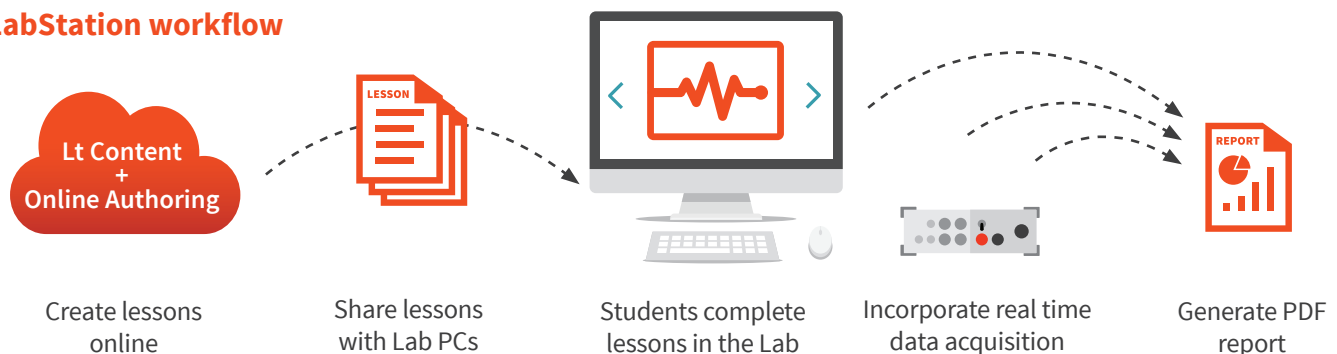 LabStation workflow
LESSON
Lt Content
+
Online Authoring
REPORT
Create lessons
online
Share lessons
with Lab PCs
Students complete
lessons in the Lab
Incorporate real time
data acquisition
Generate PDF
report